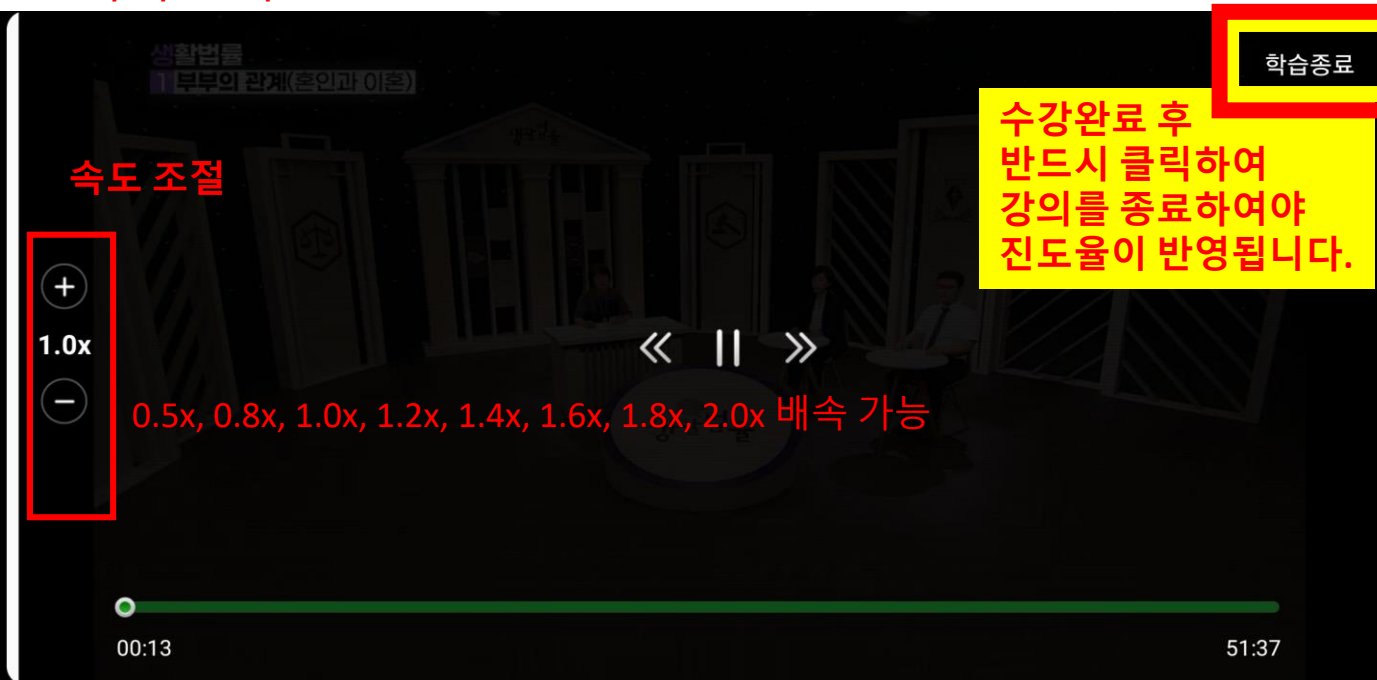 생활법률
1 부부의 관계(혼인과 이혼)
학습종료
수강완료 후
반드시 클릭하여
강의를 종료하여야
진도율이 반영됩니다.
속도 조절
1.0x
0.5x, 0.8x, 1.0x, 1.2x, 1.4x, 1.6x, 1.8x, 2.0x 배속 가능
00:13
51:37